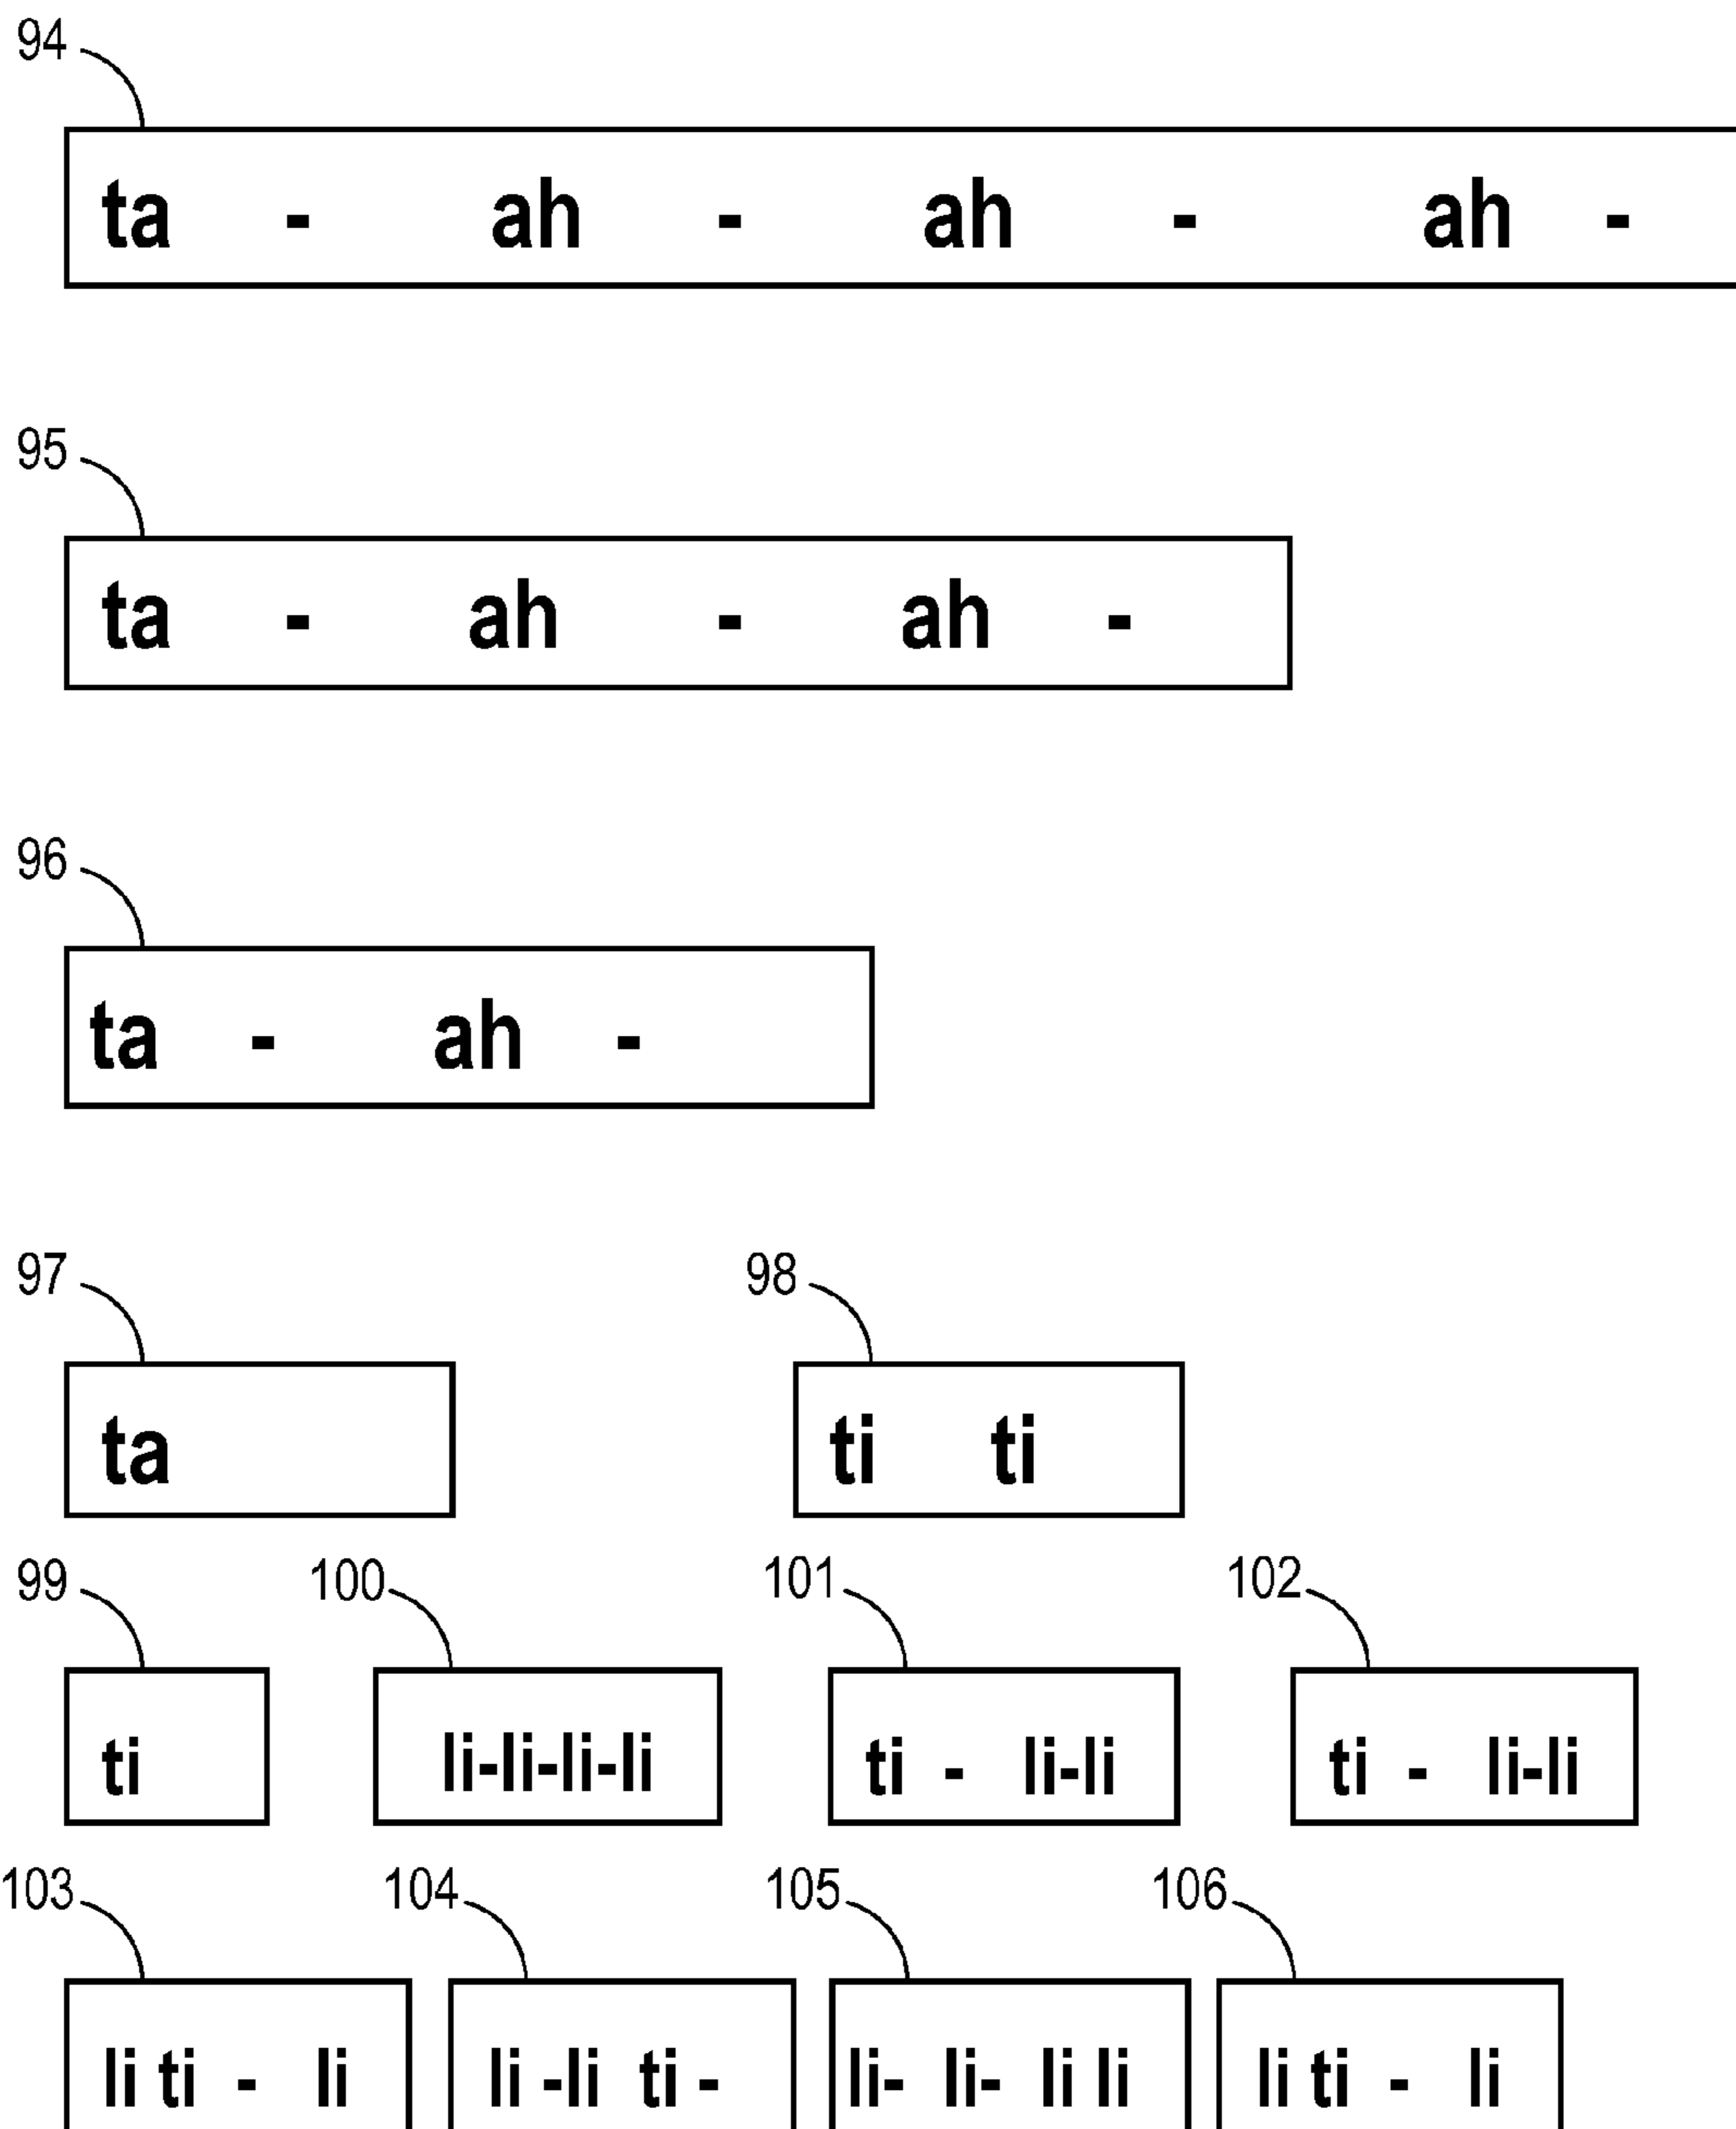 94
ta - ah - ah - ah -
95
ta - ah - ah -
96
ta - ah -
97 98
ta ti ti
99 100 101 102
ti li-li-li-li ti - li-li ti - li-li
103 104 105 106
li ti - li li -li ti - li- li- li li li ti - li